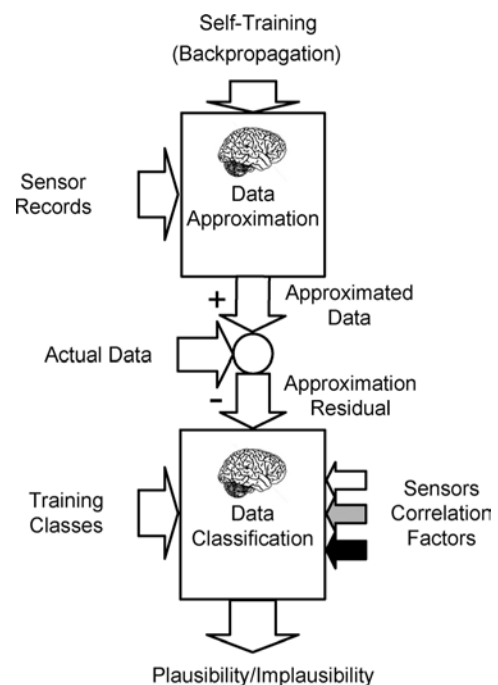 Self-Training
(Backpropagation)
Sensor
Records
Data
Approximation
+
Approximated
Data
Actual Data
-
Approximation
Residual
Training
Classes
Data
Classification
Sensors
Correlation
Factors
Plausibility/Implausibility